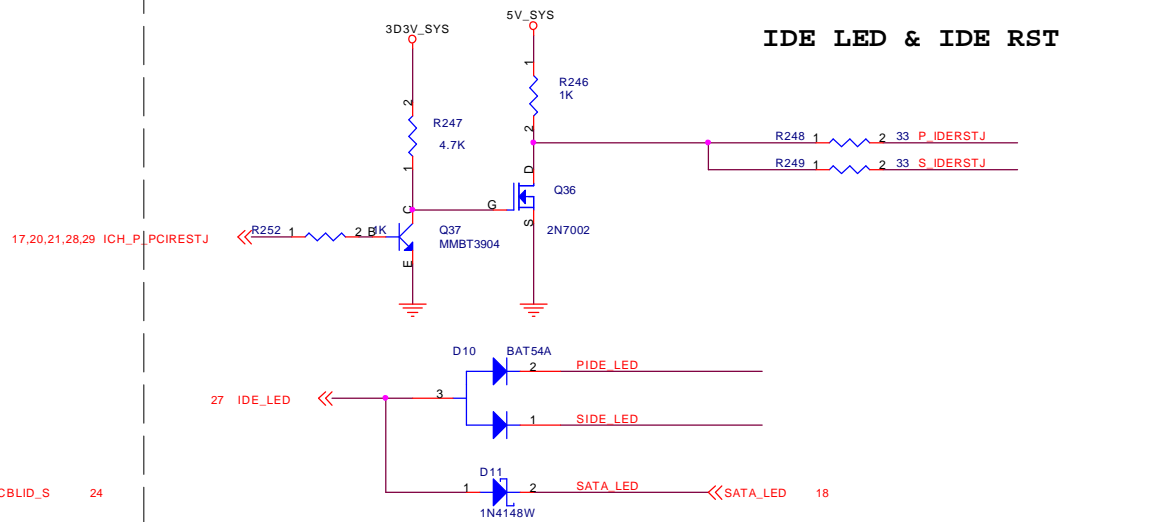 5V_SYS
3D3V_SYS
IDE LED & IDE RST
1
R246
1K
2
R247
4.7K
2
1
R248 1 2 33 P_IDERSTJ
R249 1 2 33 S_IDERSTJ
D
Q36
G
S
2N7002
C
17,20,21,28,29 ICH_P_PCIRESTJ
R252 1 2 B 1K
Q37
MMBT3904
E
D10 BAT54A
2 PIDE_LED
27 IDE_LED
3
1 SIDE_LED
D11
1 2 SATA_LED
SATA_LED 18
1N4148W
CBLID_S 24